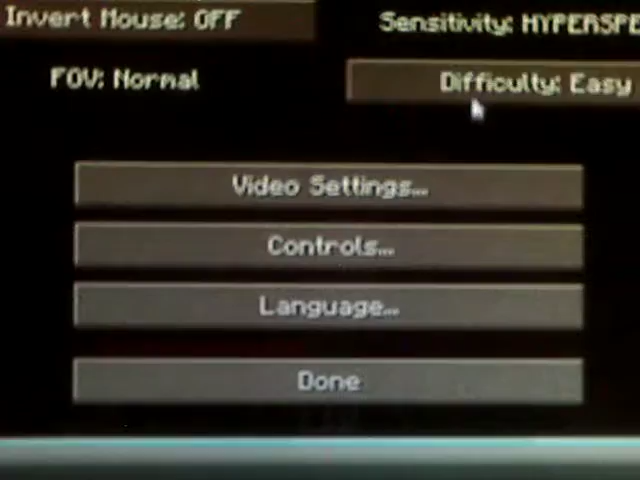 Invert Mouse: OFF
Sensitivity: HYPERSPE
FOV: Normal
Difficulty: Easy
Video Settings...
Controls...
Language...
Done